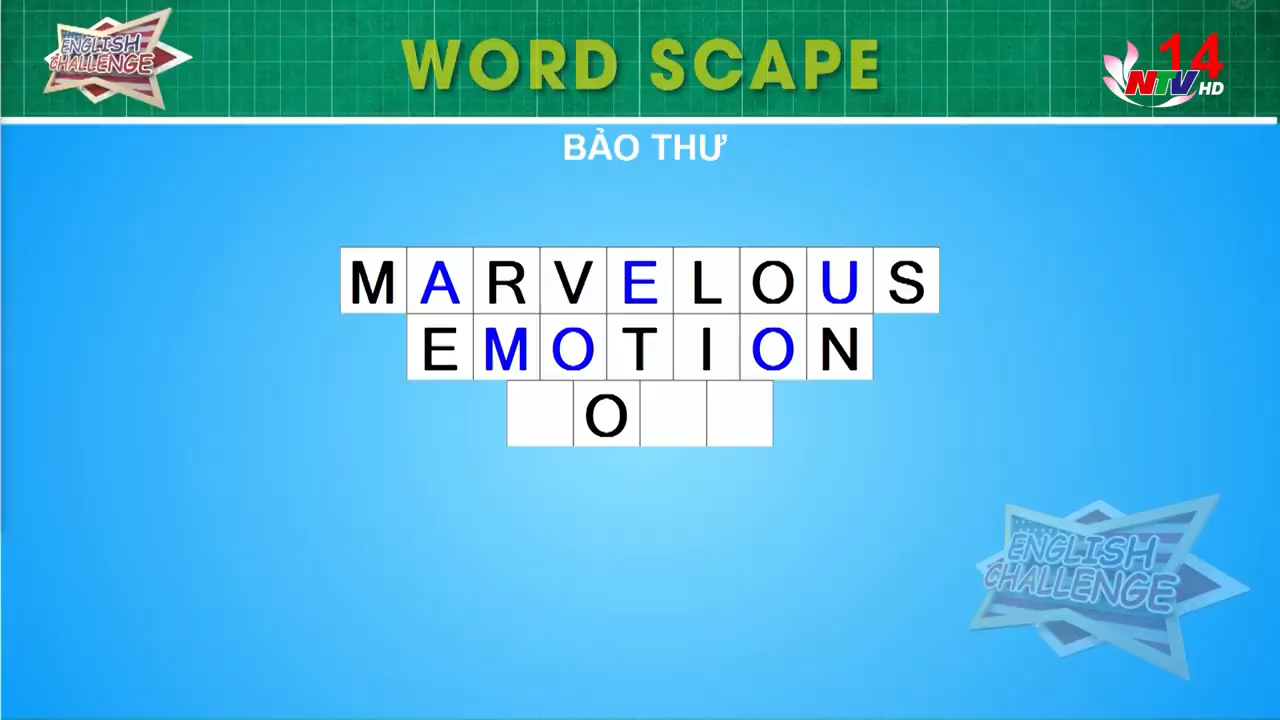 ENGLISH
CHALLENGE
WORD SCAPE
14
NTV HD
BẢO THƯ
MARVELOUS
EMOTION
O
ENGLISH
CHALLENGE